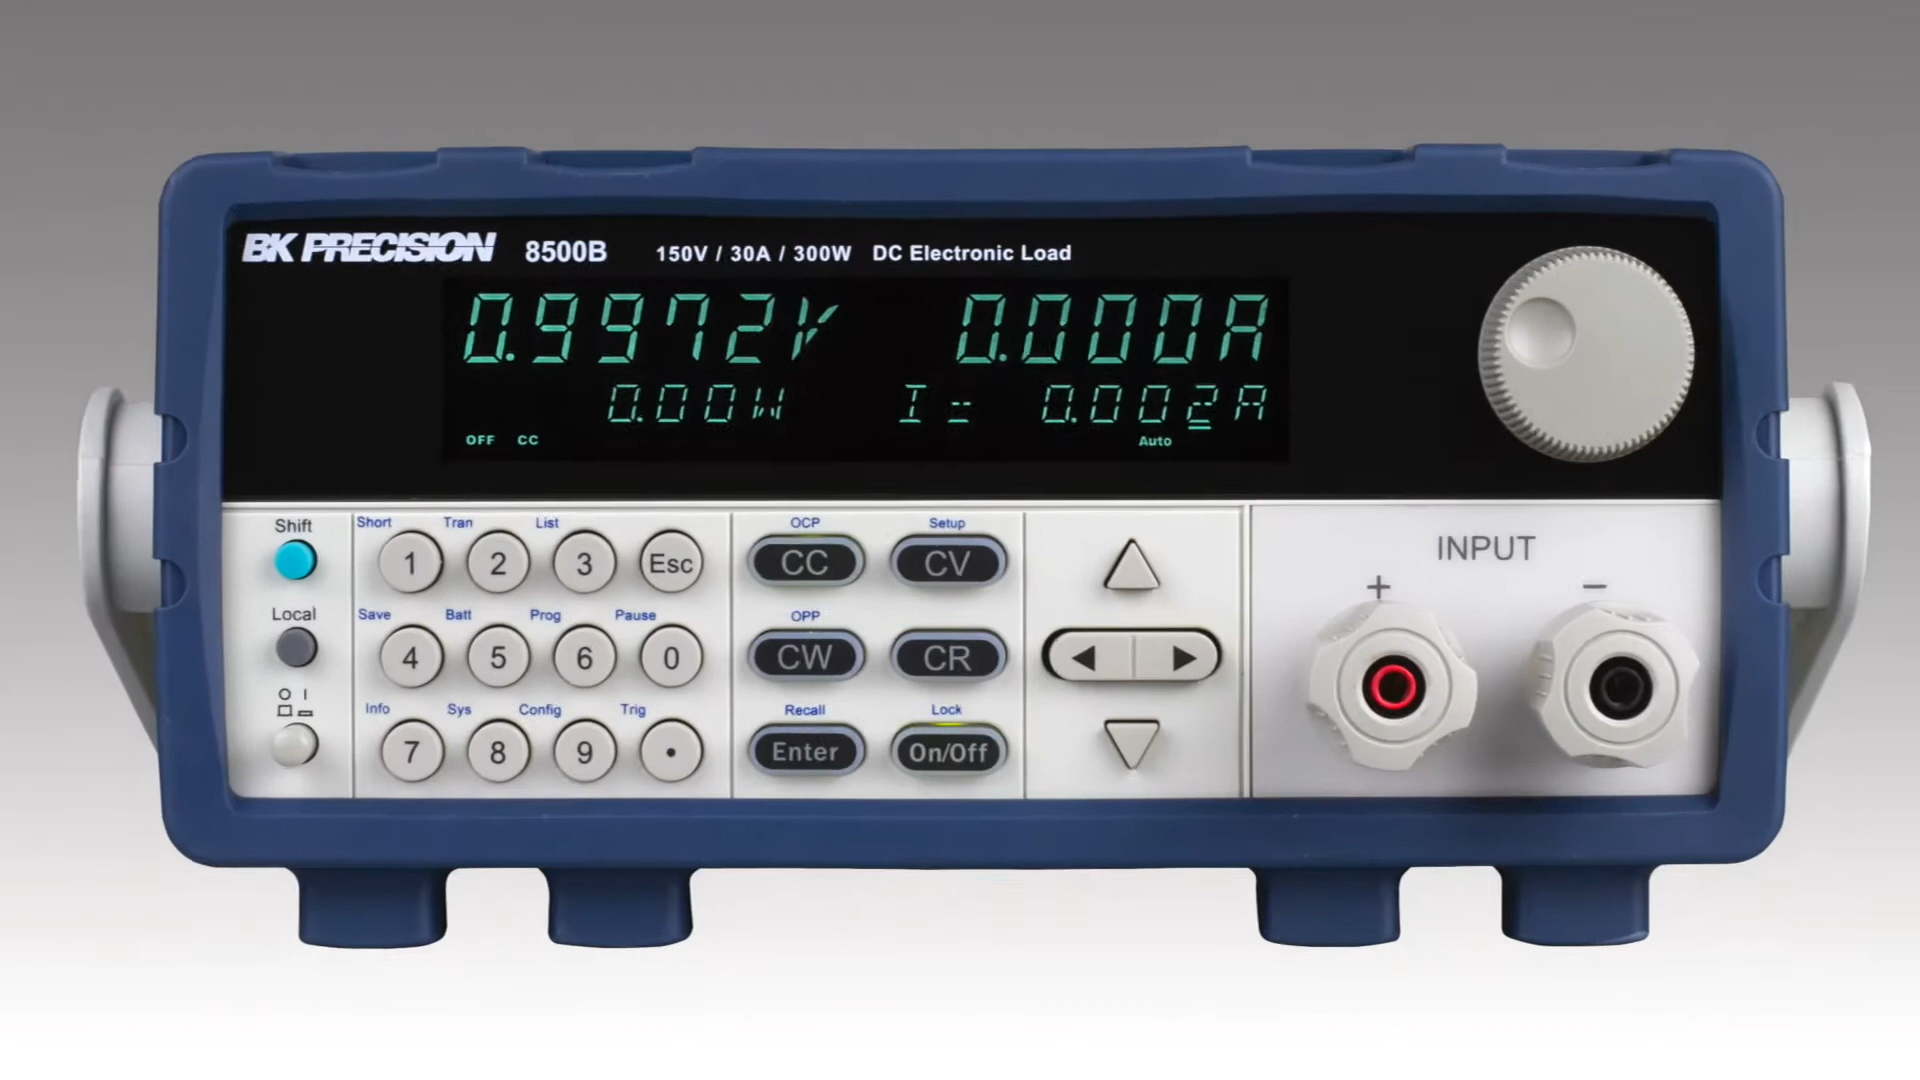 BK PRECISION 8500B 150V / 30A / 300W DC Electronic Load
0.9972V 0.000A
0.00W I= 0.002A
OFF CC Auto
Shift
Short Tran List
1 2 3 Esc
OCP Setup
CC CV
INPUT
+ −
Local
Save Batt Prog Pause
4 5 6 0
OPP
CW CR
Info Sys Config Trig
7 8 9 .
Recall Lock
Enter On/Off